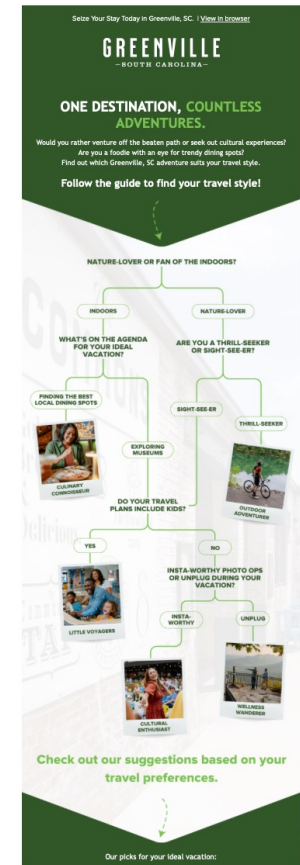 Seize Your Stay Today in Greenville, SC. | View in browser
GREENVILLE
—SOUTH CAROLINA—
ONE DESTINATION, COUNTLESS
ADVENTURES.
Would you rather venture off the beaten path or seek out cultural experiences?
Are you a foodie with an eye for trendy dining spots?
Find out which Greenville, SC adventure suits your travel style.
Follow the guide to find your travel style!
NATURE-LOVER OR FAN OF THE INDOORS?
INDOORS
NATURE-LOVER
WHAT'S ON THE AGENDA
FOR YOUR IDEAL
VACATION?
ARE YOU A THRILL-SEEKER
OR SIGHT-SEE-ER?
FINDING THE BEST
LOCAL DINING SPOTS
SIGHT-SEE-ER
THRILL-SEEKER
CULINARY
CONNOISSEUR
EXPLORING
MUSEUMS
OUTDOOR
ADVENTURER
DO YOUR TRAVEL
PLANS INCLUDE KIDS?
YES
NO
LITTLE VOYAGERS
INSTA-WORTHY PHOTO OPS
OR UNPLUG DURING YOUR
VACATION?
INSTA-
WORTHY
UNPLUG
CULTURAL
ENTHUSIAST
WELLNESS
WANDERER
Check out our suggestions based on your
travel preferences.
Our picks for your ideal vacation: